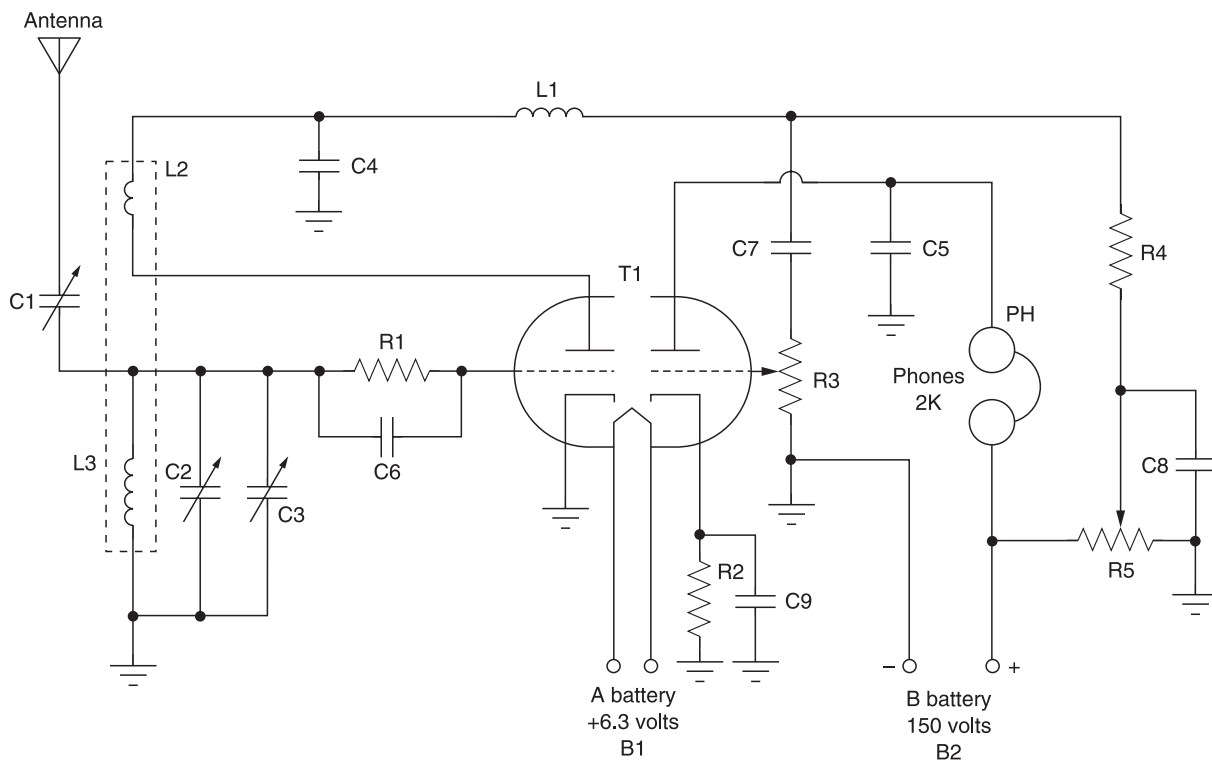 Antenna
L1
L2
C4
T1
C7
C5
R4
C1
PH
R1
R3
Phones
2K
C6
L3
C2
C3
C8
R2
C9
R5
–
+
A battery
+6.3 volts
B1
B battery
150 volts
B2